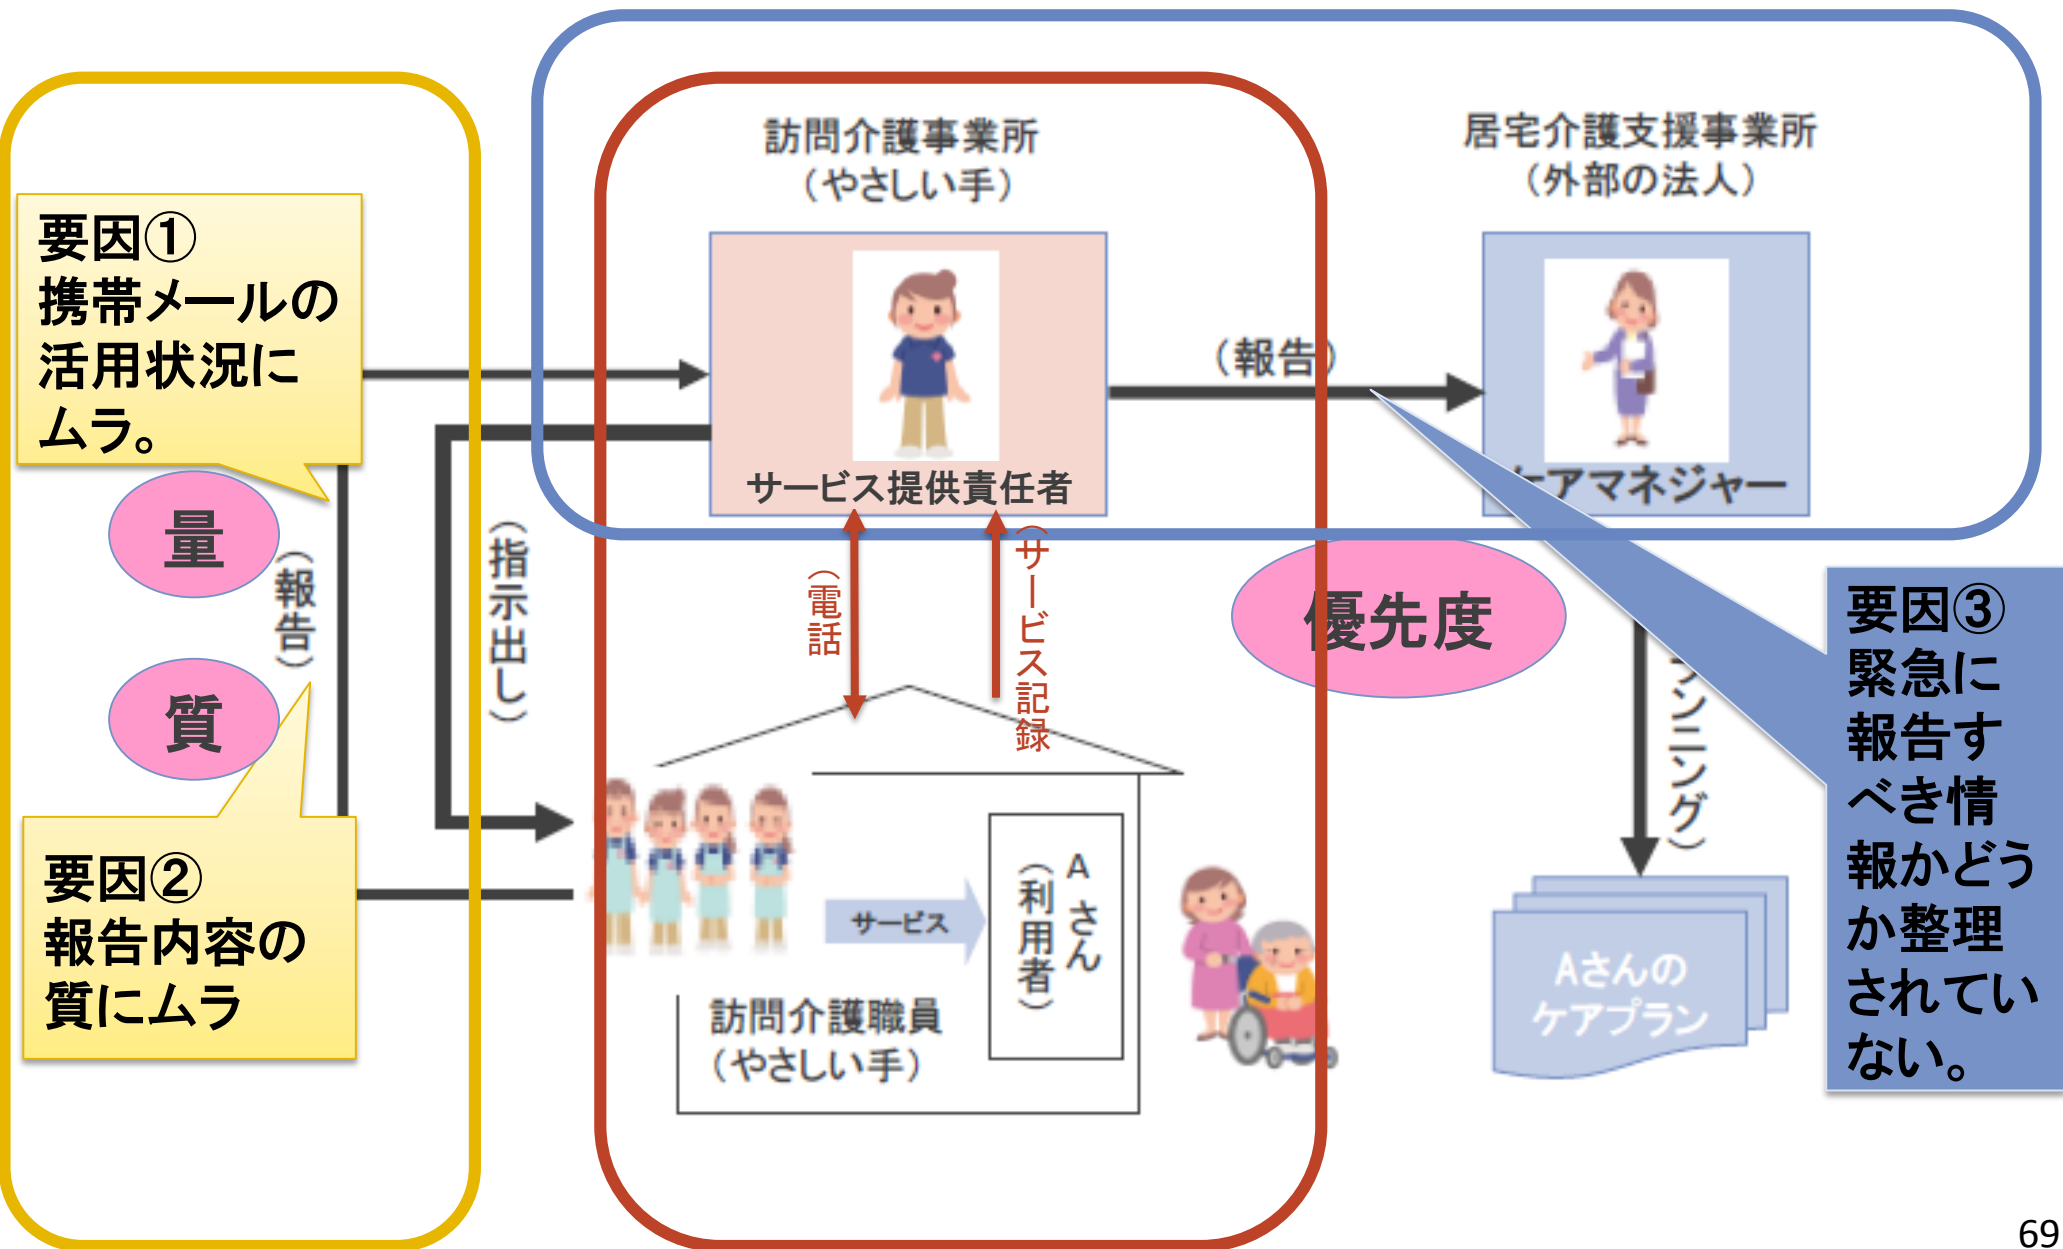 訪問介護事業所
（やさしい手）
居宅介護支援事業所
（外部の法人）
要因①
携帯メールの
活用状況に
ムラ。
（報告）
サービス提供責任者
アマネジャー
量
（報告）
（指示出し）
（電話
（サービス記録
優先度
質
要因③
緊急に
報告す
べき情
報かどう
か整理
されてい
ない。
ンニング）
要因②
報告内容の
質にムラ
サービス
Aさん
（利用者）
訪問介護職員
（やさしい手）
Aさんの
ケアプラン
69